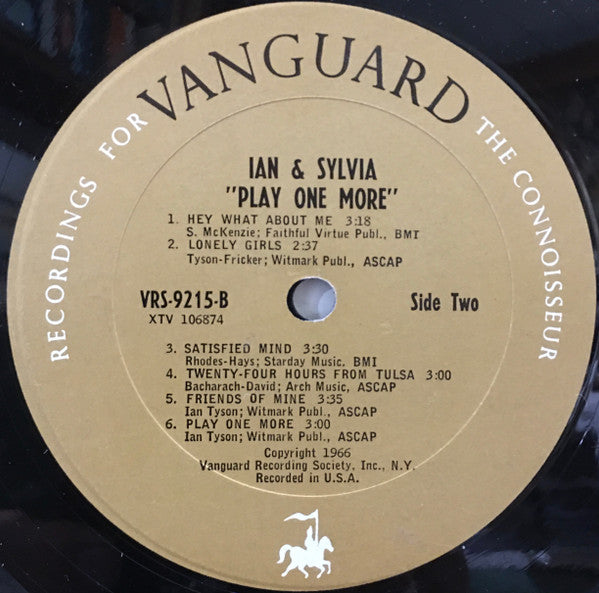 RECORDINGS FOR VANGUARD THE CONNOISSEUR
IAN & SYLVIA
"PLAY ONE MORE"
1. HEY WHAT ABOUT ME 3:18
S. McKenzie; Faithful Virtue Publ., BMI
2. LONELY GIRLS 2:37
Tyson-Fricker; Witmark Publ., ASCAP
VRS-9215-B Side Two
XTV 106874
3. SATISFIED MIND 3:30
Rhodes-Hays; Starday Music. BMI
4. TWENTY-FOUR HOURS FROM TULSA 3:00
Bacharach-David; Arch Music, ASCAP
5. FRIENDS OF MINE 3:35
Ian Tyson; Witmark Publ., ASCAP
6. PLAY ONE MORE 3:00
Ian Tyson; Witmark Publ., ASCAP
Copyright 1966
Vanguard Recording Society, Inc., N.Y.
Recorded in U.S.A.